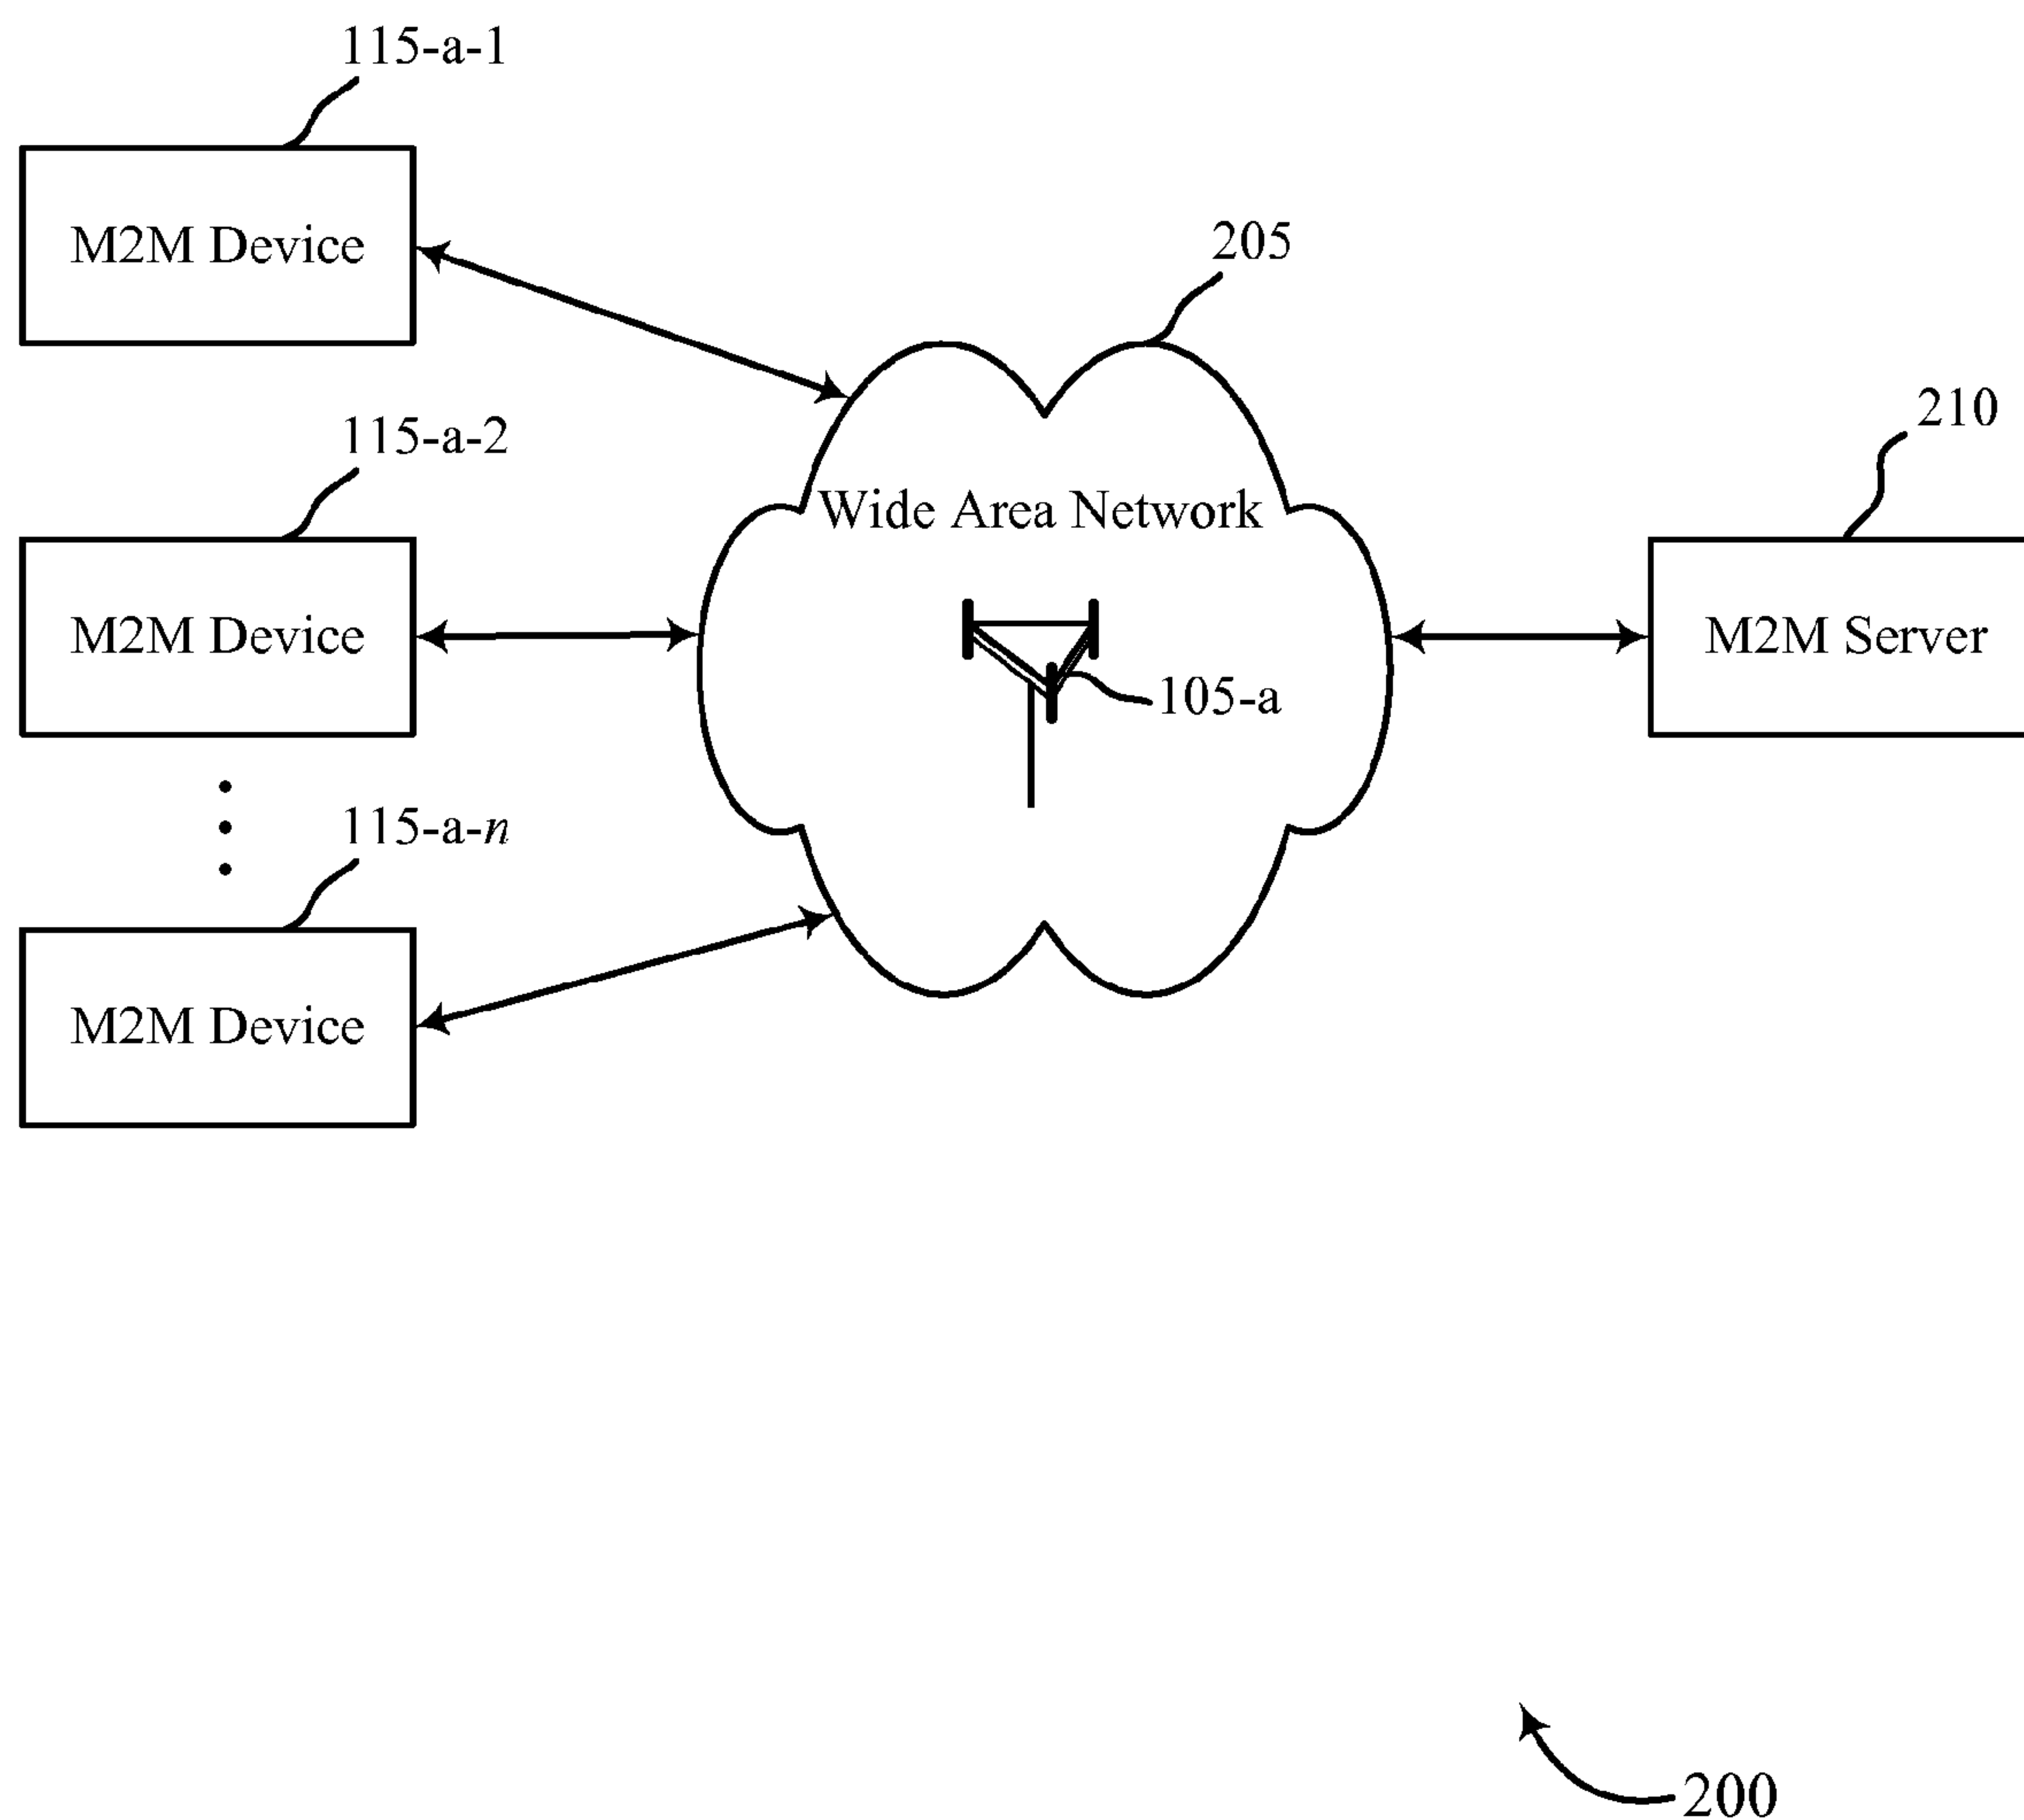 115-a-1
M2M Device
205
210
115-a-2
Wide Area Network
M2M Device
M2M Server
105-a
115-a-n
M2M Device
200